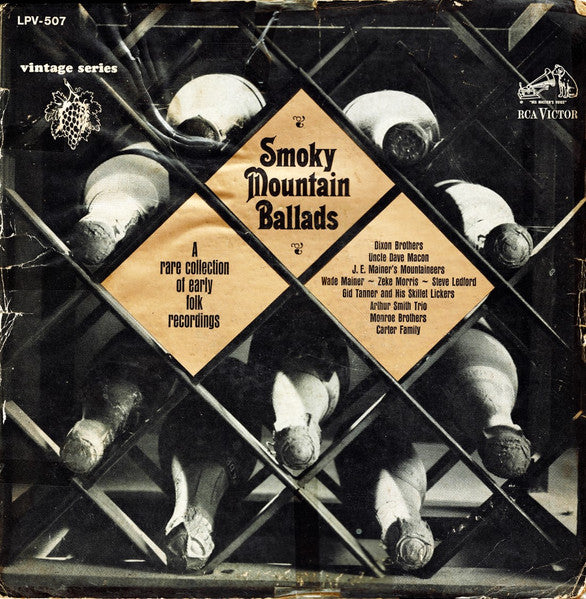 LPV-507
vintage series
"HIS MASTER'S VOICE"
RCA VICTOR
Smoky
Mountain
Ballads
A
rare collection
of early
folk
recordings
Dixon Brothers
Uncle Dave Macon
J. E. Mainer's Mountaineers
Wade Mainer ~ Zeke Morris ~ Steve Ledford
Gid Tanner and His Skillet Lickers
Arthur Smith Trio
Monroe Brothers
Carter Family